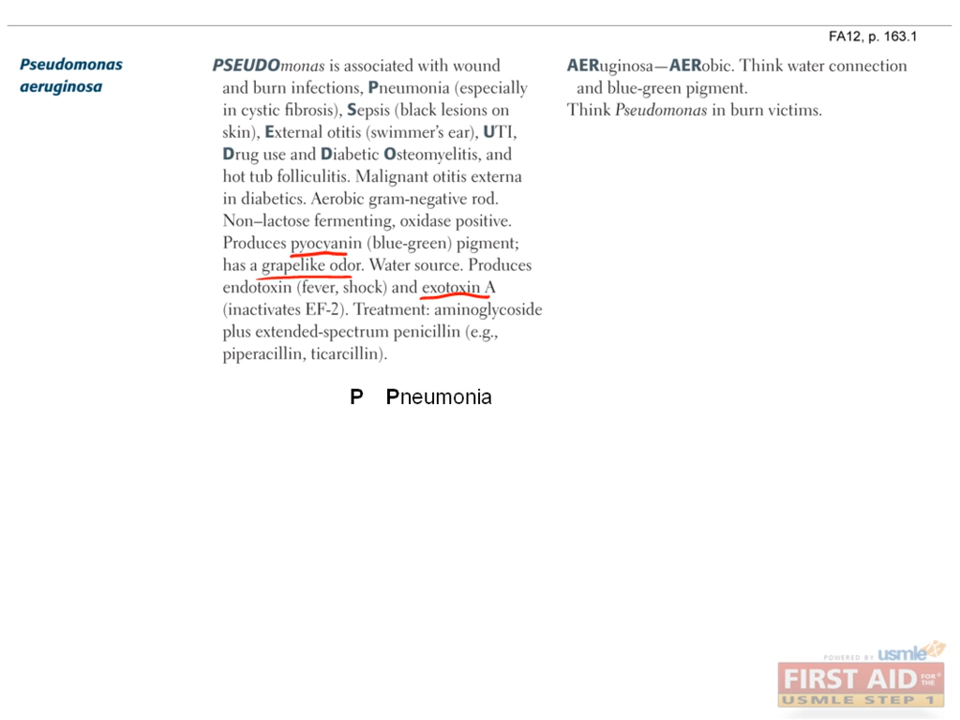 FA12, p. 163.1
Pseudomonas
aeruginosa
PSEUDOmonas is associated with wound
and burn infections, Pneumonia (especially
in cystic fibrosis), Sepsis (black lesions on
skin), External otitis (swimmer's ear), UTI,
Drug use and Diabetic Osteomyelitis, and
hot tub folliculitis. Malignant otitis externa
in diabetics. Aerobic gram-negative rod.
Non–lactose fermenting, oxidase positive.
Produces pyocyanin (blue-green) pigment;
has a grapelike odor. Water source. Produces
endotoxin (fever, shock) and exotoxin A
(inactivates EF-2). Treatment: aminoglycoside
plus extended-spectrum penicillin (e.g.,
piperacillin, ticarcillin).
AERuginosa—AERobic. Think water connection
and blue-green pigment.
Think Pseudomonas in burn victims.
P Pneumonia
POWERED BY usmle
FIRST AID FOR THE
USMLE STEP 1